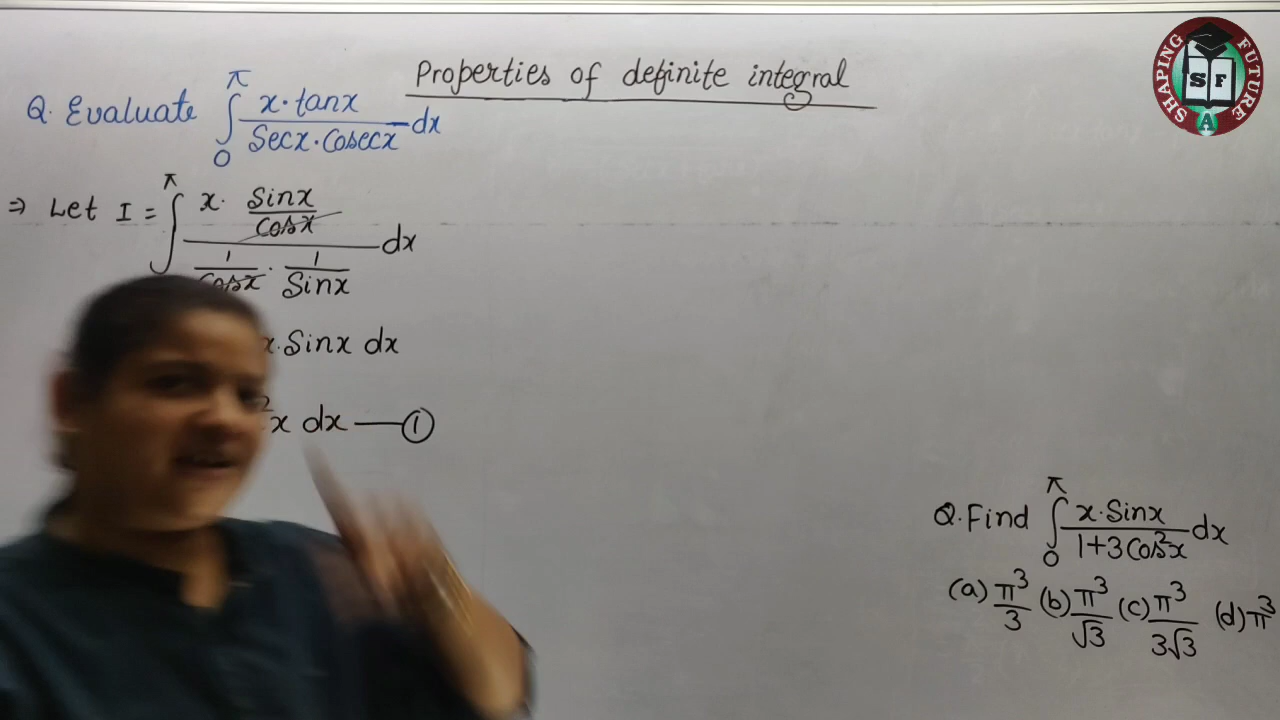 Properties of definite integral
SHAPING FUTURE
SF
A
Q. Evaluate ∫₀^π x·tanx / Secx·Cosecx dx
⇒ Let I = ∫^π x· Sinx/Cosx / 1/Cosx · 1/Sinx dx
x·Sinx dx
²x dx — ①
Q. Find ∫₀^π x·Sinx / 1+3Cos²x dx
(a) π³/3 (b) π³/√3 (c) π³/3√3 (d) π³